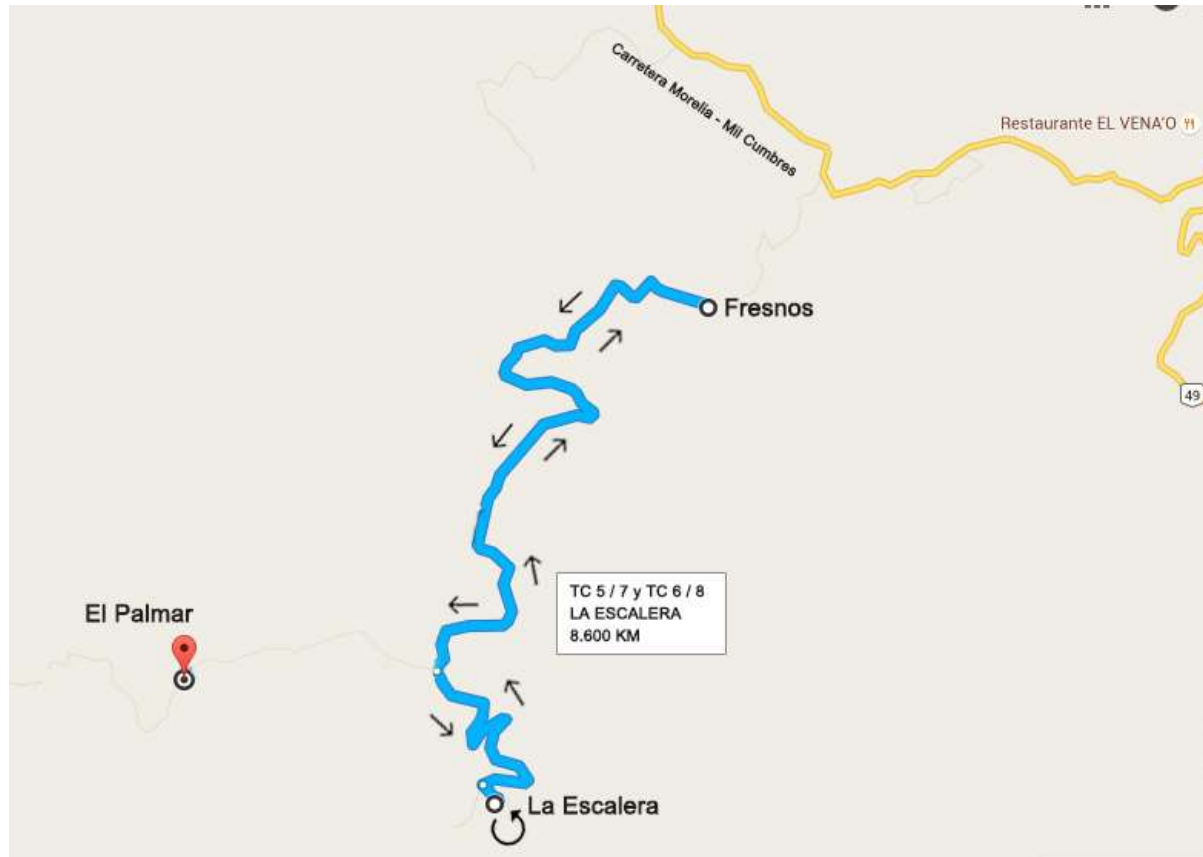 Carretera Morelia - Mil Cumbres
Restaurante EL VENA'O
Fresnos
49
TC 5 / 7 y TC 6 / 8
LA ESCALERA
8.600 KM
El Palmar
La Escalera